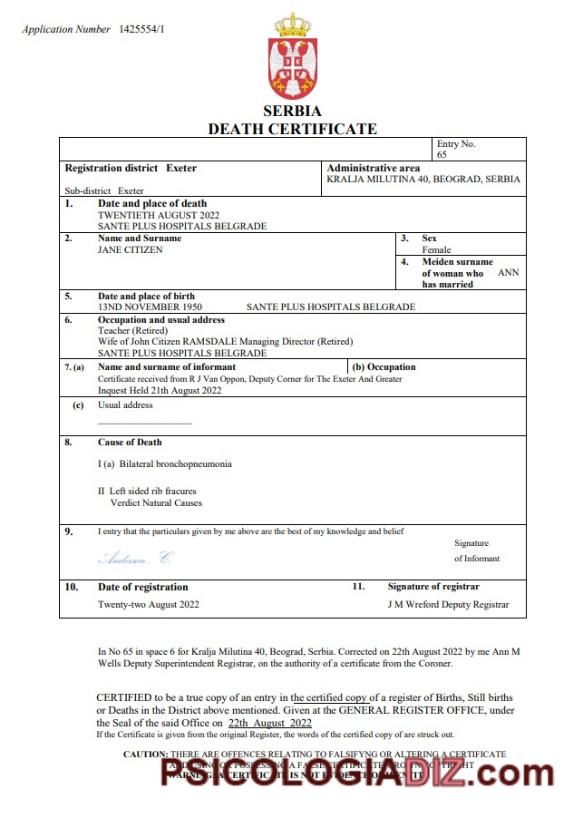 Application Number 1425554/1
SERBIA
DEATH CERTIFICATE
Entry No.
65
Registration district Exeter
Sub-district Exeter
Administrative area
KRALJA MILUTINA 40, BEOGRAD, SERBIA
1. Date and place of death
TWENTIETH AUGUST 2022
SANTE PLUS HOSPITALS BELGRADE
2. Name and Surname
JANE CITIZEN
3. Sex
Female
4. Meiden surname
of woman who ANN
has married
5. Date and place of birth
13ND NOVEMBER 1950 SANTE PLUS HOSPITALS BELGRADE
6. Occupation and usual address
Teacher (Retired)
Wife of John Citizen RAMSDALE Managing Director (Retired)
SANTE PLUS HOSPITALS BELGRADE
7. (a) Name and surname of informant (b) Occupation
Certificate received from R J Van Oppon, Deputy Corner for The Exeter And Greater
Inquest Held 21th August 2022
(c) Usual address
8. Cause of Death
I (a) Bilateral bronchopneumonia
II Left sided rib fracures
Verdict Natural Causes
9. I entry that the particulars given by me above are the best of my knowledge and belief
Anderson. C.
Signature
of Informant
10. Date of registration
Twenty-two August 2022
11. Signature of registrar
J M Wreford Deputy Registrar
In No 65 in space 6 for Kralja Milutina 40, Beograd, Serbia. Corrected on 22th August 2022 by me Ann M
Wells Deputy Superintendent Registrar, on the authority of a certificate from the Coroner.
CERTIFIED to be a true copy of an entry in the certified copy of a register of Births, Still births
or Deaths in the District above mentioned. Given at the GENERAL REGISTER OFFICE, under
the Seal of the said Office on 22th August 2022
If the Certificate is given from the original Register, the words of the certified copy of are struck out.
CAUTION: THERE ARE OFFENCES RELATING TO FALSIFYNG OR ALTERING A CERTIFICATE
AND USING OR POSSESSING A FALSE CERTIFICATE CROWN COPYRIGHT
WARNING: A CERTIFICATE IS NOT EVIDENCE OF IDENTITY
PSICOLOGIADIZ.com